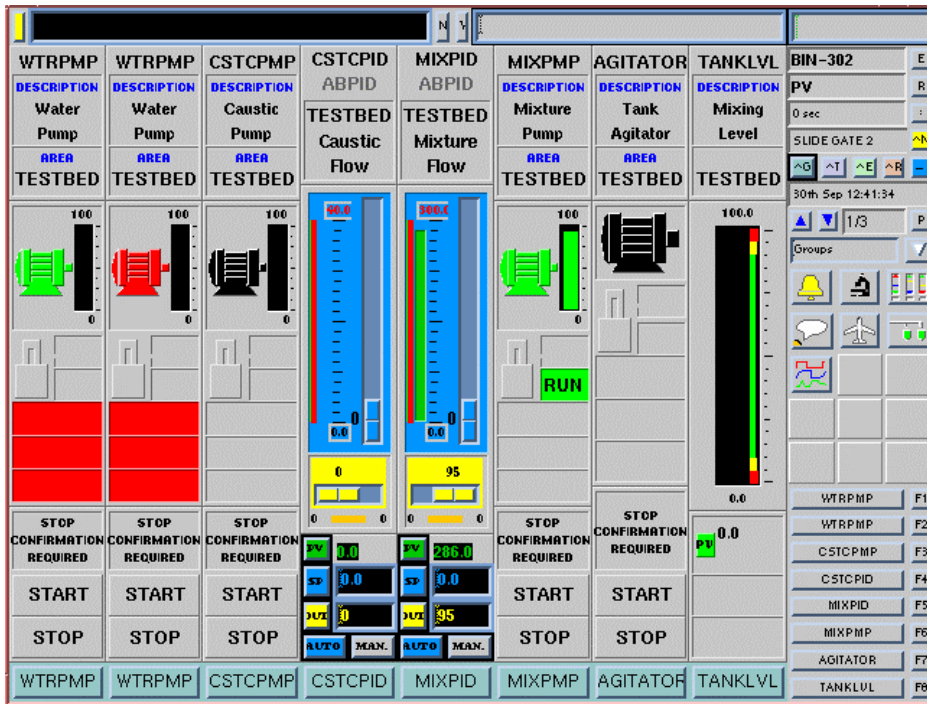 N Y
WTRPMP WTRPMP CSTCPMP CSTCPID MIXPID MIXPMP AGITATOR TANKLVL
DESCRIPTION DESCRIPTION DESCRIPTION ABPID ABPID DESCRIPTION DESCRIPTION DESCRIPTION
Water Water Caustic TESTBED TESTBED Mixture Tank Mixing
Pump Pump Pump Caustic Mixture Pump Agitator Level
AREA AREA AREA Flow Flow AREA AREA
TESTBED TESTBED TESTBED TESTBED TESTBED TESTBED
100 100 100 90.0 300.0 100 100.0
0 0 0 0
RUN
0 0
0.0 0.0
0 95 0.0
0 0 0 0
STOP STOP STOP STOP STOP
CONFIRMATION CONFIRMATION CONFIRMATION CONFIRMATION CONFIRMATION
REQUIRED REQUIRED REQUIRED REQUIRED REQUIRED
PV 0.0 PV 286.0 PV 0.0
START START START SP 0.0 SP 0.0 START START
OUT 0 OUT 95
STOP STOP STOP AUTO MAN. AUTO MAN. STOP STOP
WTRPMP WTRPMP CSTCPMP CSTCPID MIXPID MIXPMP AGITATOR TANKLVL
BIN-302 E
PV R
0 sec :
SLIDE GATE 2 ^N
^G ^T ^E ^R
30th Sep 12:41:34
1/3 P
Groups
WTRPMP F1
WTRPMP F2
CSTCPMP F3
CSTCPID F4
MIXPID F5
MIXPMP F6
AGITATOR F7
TANKLVL F8